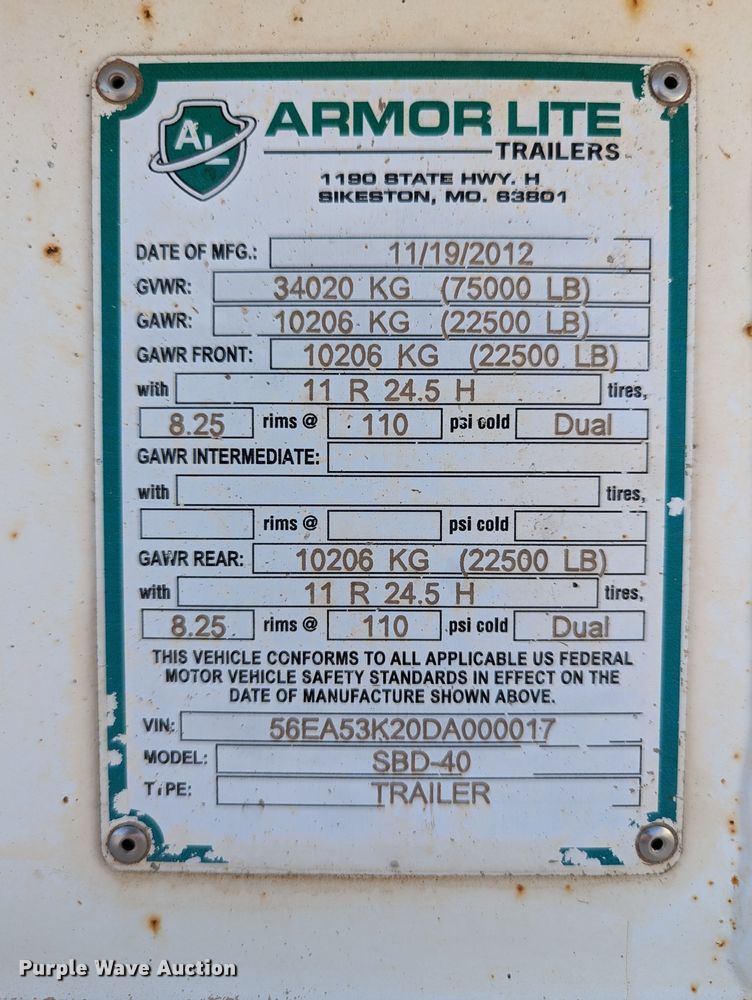 AL
ARMOR LITE
TRAILERS
1190 STATE HWY. H
SIKESTON, MO. 63801
DATE OF MFG.: 11/19/2012
GVWR: 34020 KG (75000 LB)
GAWR: 10206 KG (22500 LB)
GAWR FRONT: 10206 KG (22500 LB)
with 11 R 24.5 H tires,
8.25 rims @ 110 psi cold Dual
GAWR INTERMEDIATE:
with tires,
rims @ psi cold
GAWR REAR: 10206 KG (22500 LB)
with 11 R 24.5 H tires,
8.25 rims @ 110 psi cold Dual
THIS VEHICLE CONFORMS TO ALL APPLICABLE US FEDERAL
MOTOR VEHICLE SAFETY STANDARDS IN EFFECT ON THE
DATE OF MANUFACTURE SHOWN ABOVE.
VIN: 56EA53K20DA000017
MODEL: SBD-40
TYPE: TRAILER
Purple Wave Auction